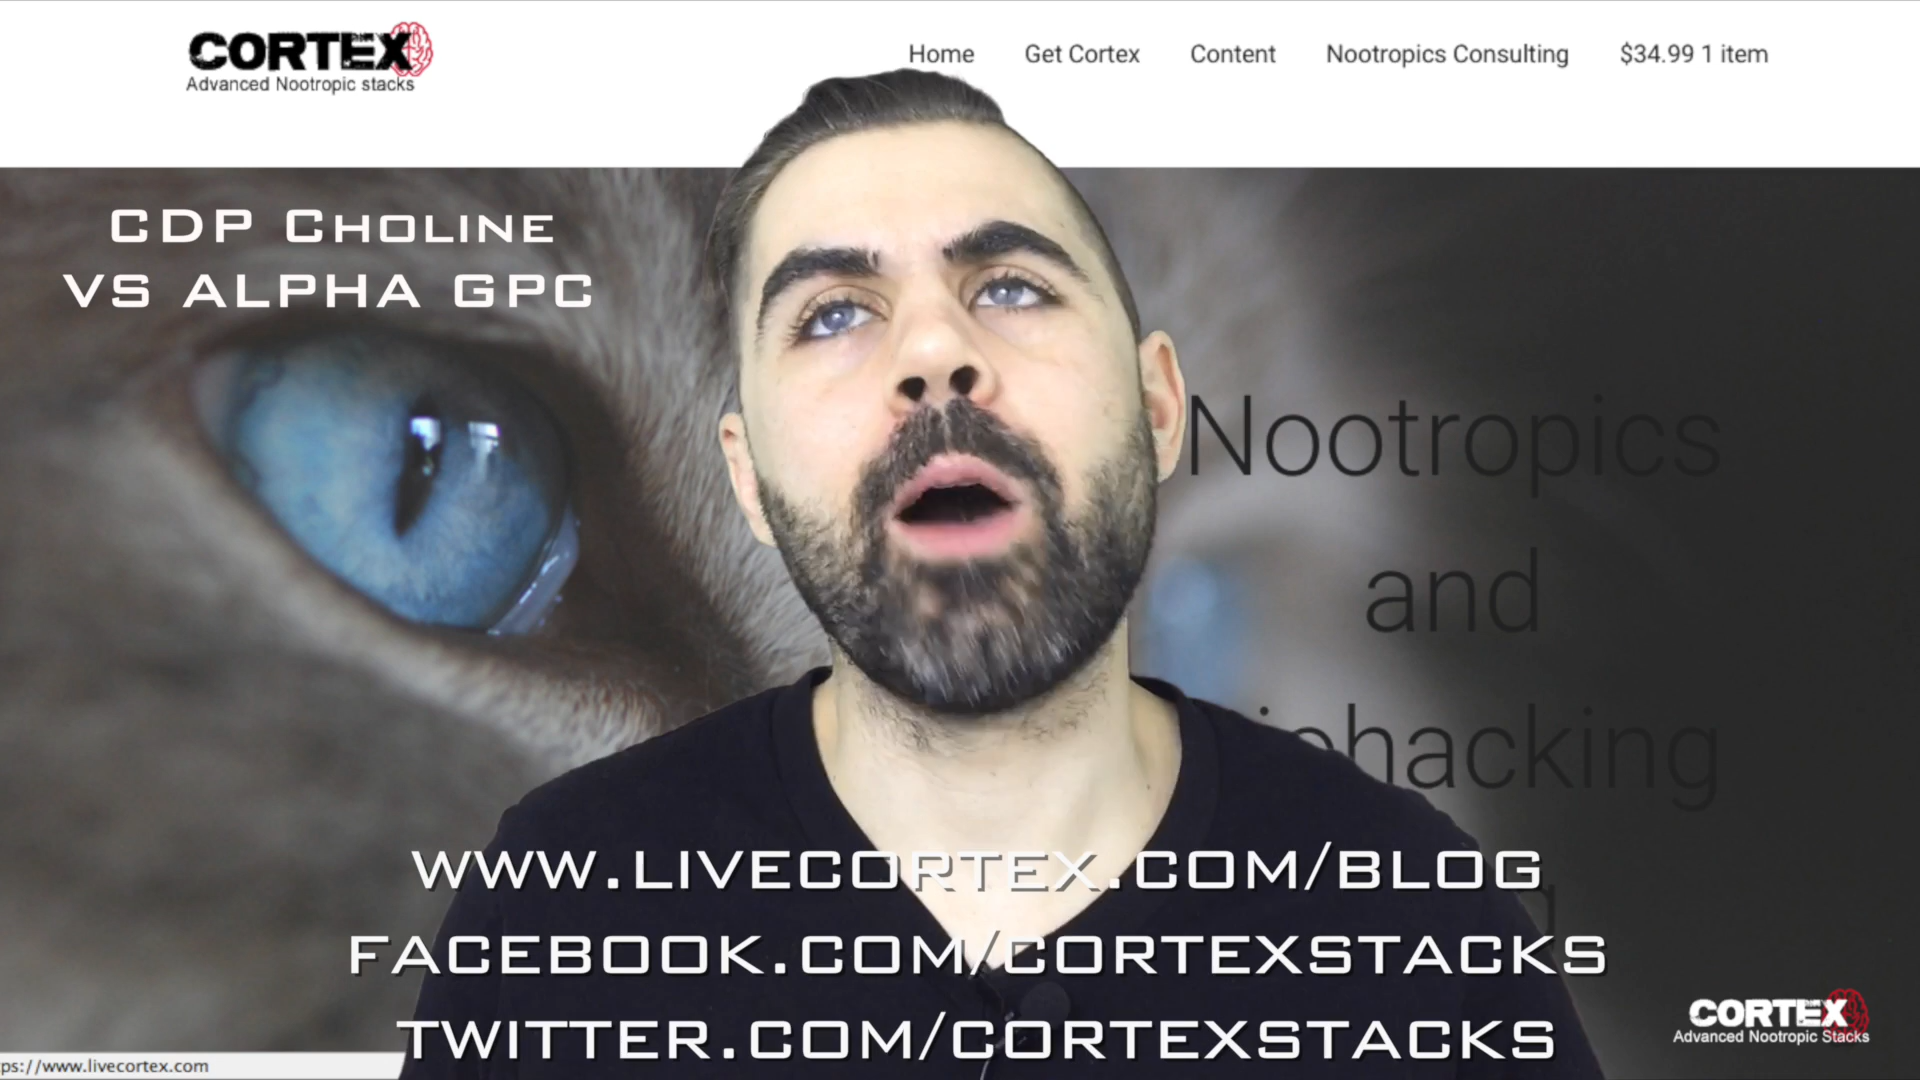 CORTEX
Advanced Nootropic stacks
Home Get Cortex Content Nootropics Consulting $34.99 1 item
CDP CHOLINE
VS ALPHA GPC
Nootropics
and
hacking
WWW.LIVECORTEX.COM/BLOG
FACEBOOK.COM/CORTEXSTACKS
TWITTER.COM/CORTEXSTACKS
CORTEX
Advanced Nootropic Stacks
ps://www.livecortex.com